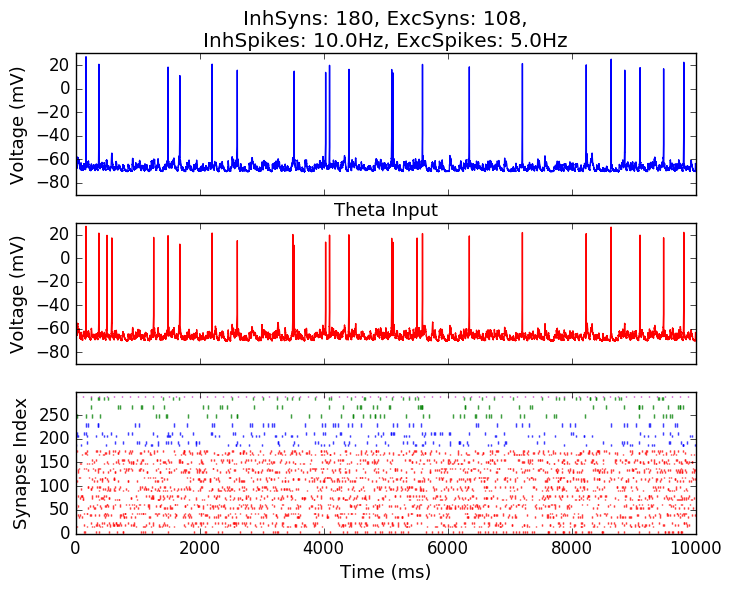 InhSyns: 180, ExcSyns: 108,
InhSpikes: 10.0Hz, ExcSpikes: 5.0Hz
20
0
−20
−40
−60
−80
Voltage (mV)
Theta Input
20
0
−20
−40
−60
−80
Voltage (mV)
250
200
150
100
50
0
Synapse Index
0 2000 4000 6000 8000 10000
Time (ms)